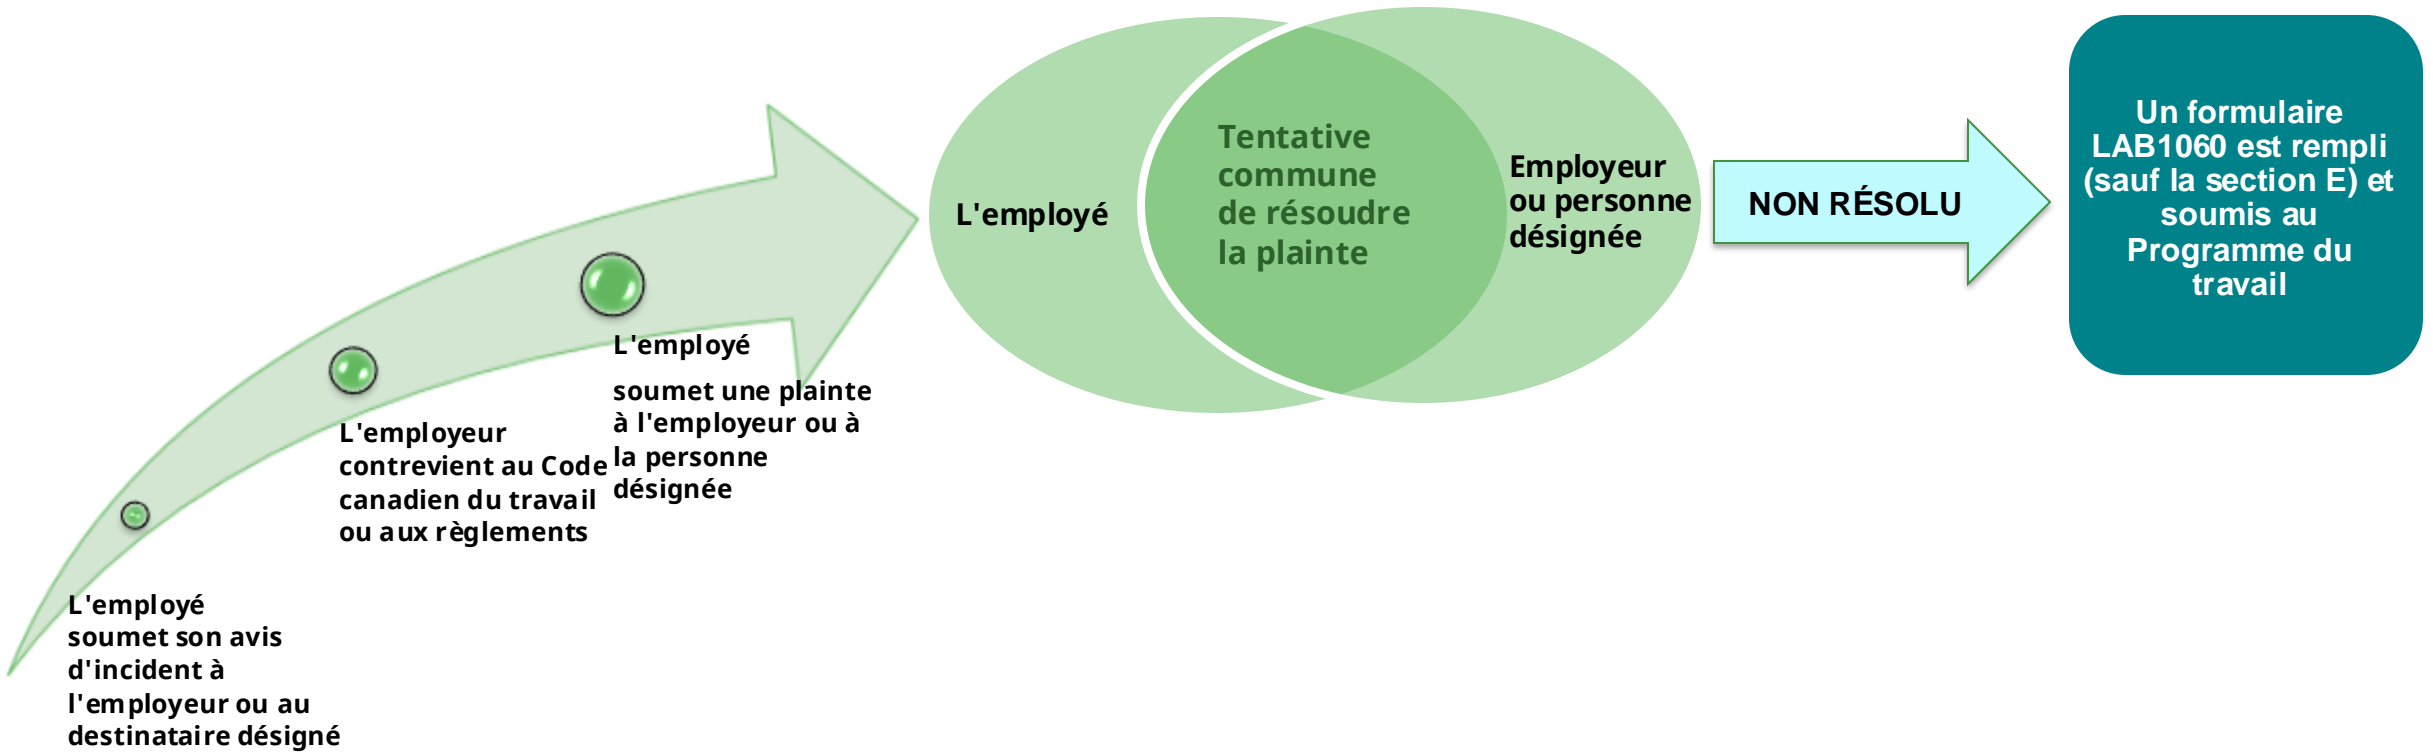 L'employé
soumet son avis
d'incident à
l'employeur ou au
destinataire désigné
L'employeur
contrevient au Code
canadien du travail
ou aux règlements
L'employé
soumet une plainte
à l'employeur ou à
la personne
désignée
L'employé
Tentative
commune
de résoudre
la plainte
Employeur
ou personne
désignée
NON RÉSOLU
Un formulaire
LAB1060 est rempli
(sauf la section E) et
soumis au
Programme du
travail